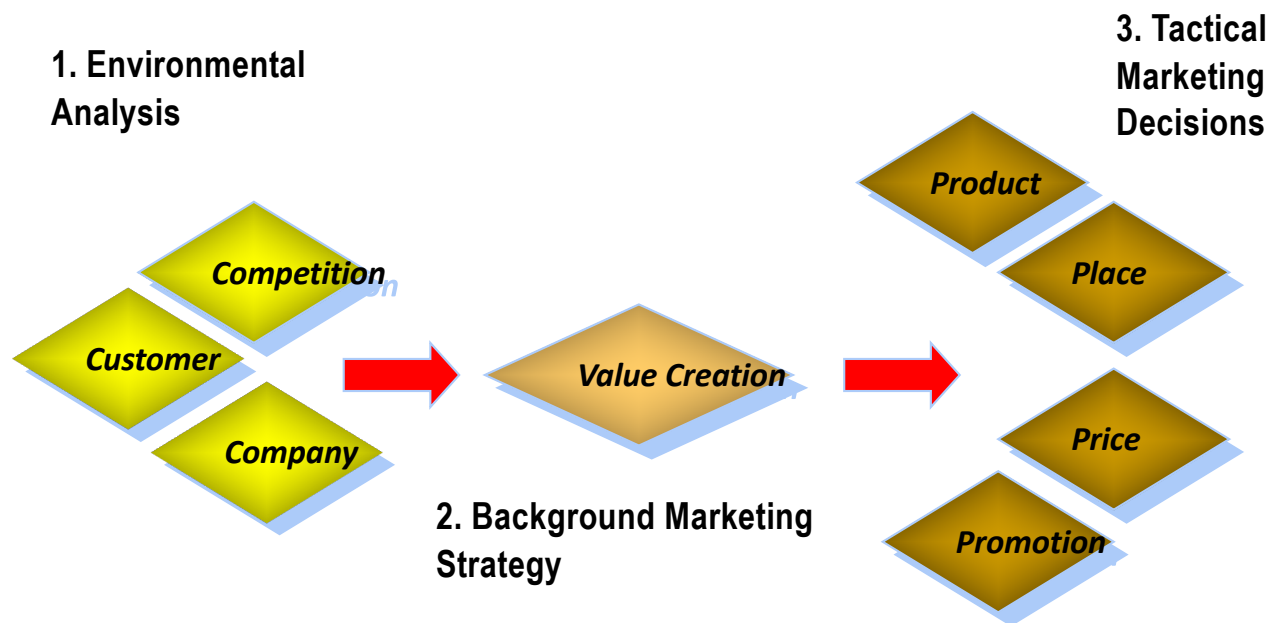 1. Environmental
Analysis
Competition
Customer
Company
Value Creation
2. Background Marketing
Strategy
3. Tactical
Marketing
Decisions
Product
Place
Price
Promotion